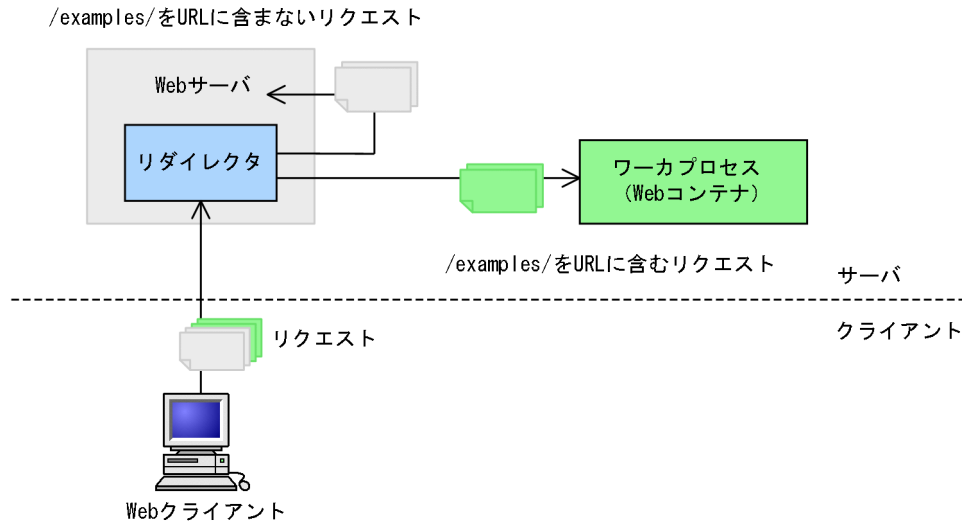 /examples/をURLに含まないリクエスト
Webサーバ
リダイレクタ
ワーカプロセス
(Webコンテナ)
/examples/をURLに含むリクエスト
サーバ
クライアント
リクエスト
Webクライアント